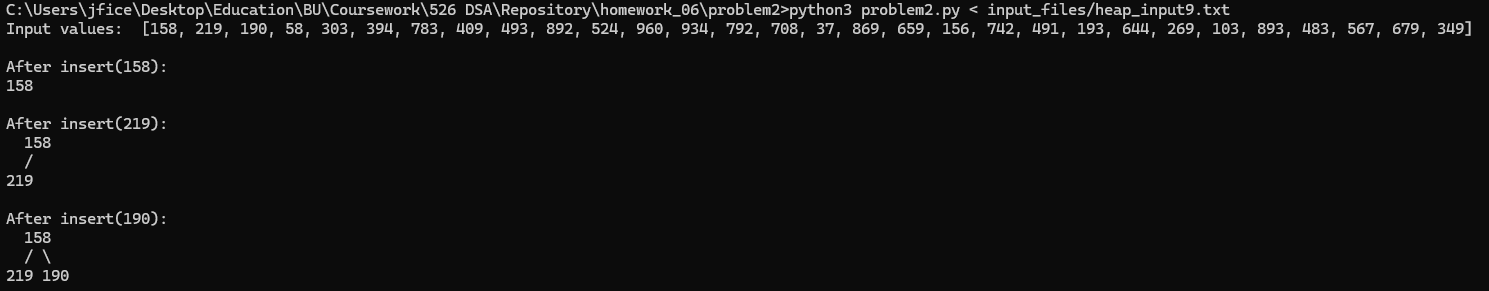 C:\Users\jfice\Desktop\Education\BU\Coursework\526 DSA\Repository\homework_06\problem2>python3 problem2.py < input_files/heap_input9.txt
Input values:  [158, 219, 190, 58, 303, 394, 783, 409, 493, 892, 524, 960, 934, 792, 708, 37, 869, 659, 156, 742, 491, 193, 644, 269, 103, 893, 483, 567, 679, 349]

After insert(158):
158

After insert(219):
  158
  /
219

After insert(190):
  158
  / \
219 190